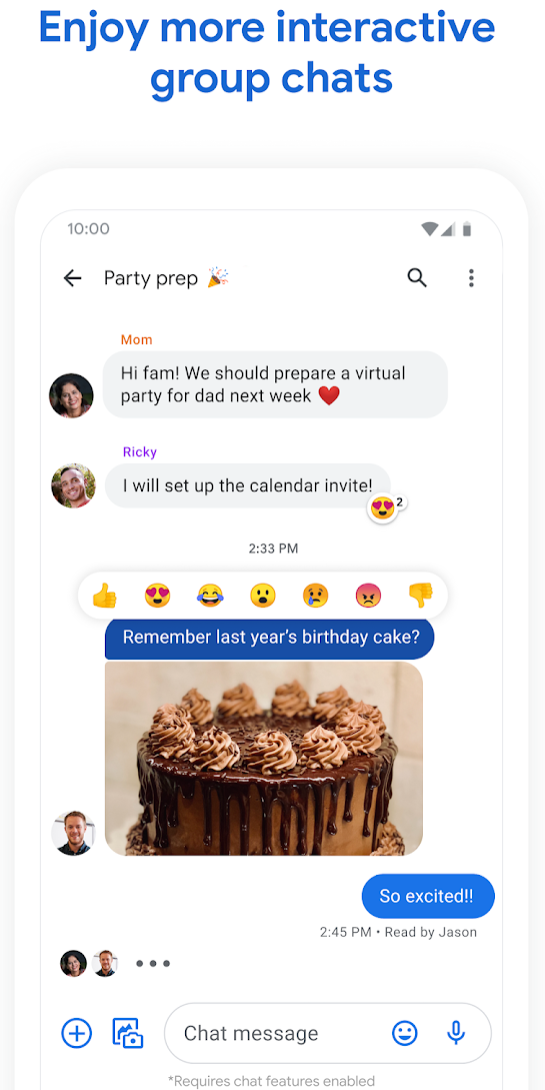 Enjoy more interactive
group chats
10:00
Party prep 🎉
Mom
Hi fam! We should prepare a virtual
party for dad next week ❤️
Ricky
I will set up the calendar invite!
😍 2
2:33 PM
👍 😍 😂 😮 😢 😡 👎
Remember last year's birthday cake?
So excited!!
2:45 PM • Read by Jason
Chat message
*Requires chat features enabled